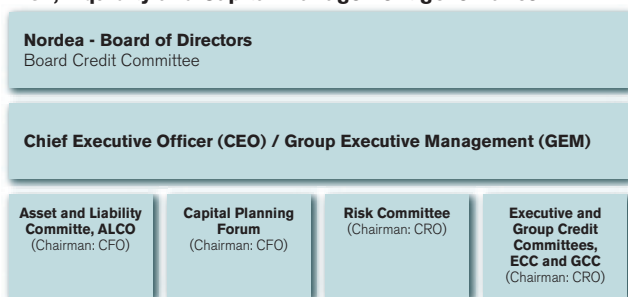 Nordea - Board of Directors
Board Credit Committee
Chief Executive Officer (CEO) / Group Executive Management (GEM)
Asset and Liability
Committe, ALCO
(Chairman: CFO)
Capital Planning
Forum
(Chairman: CFO)
Risk Committee
(Chairman: CRO)
Executive and
Group Credit
Committees,
ECC and GCC
(Chairman: CRO)